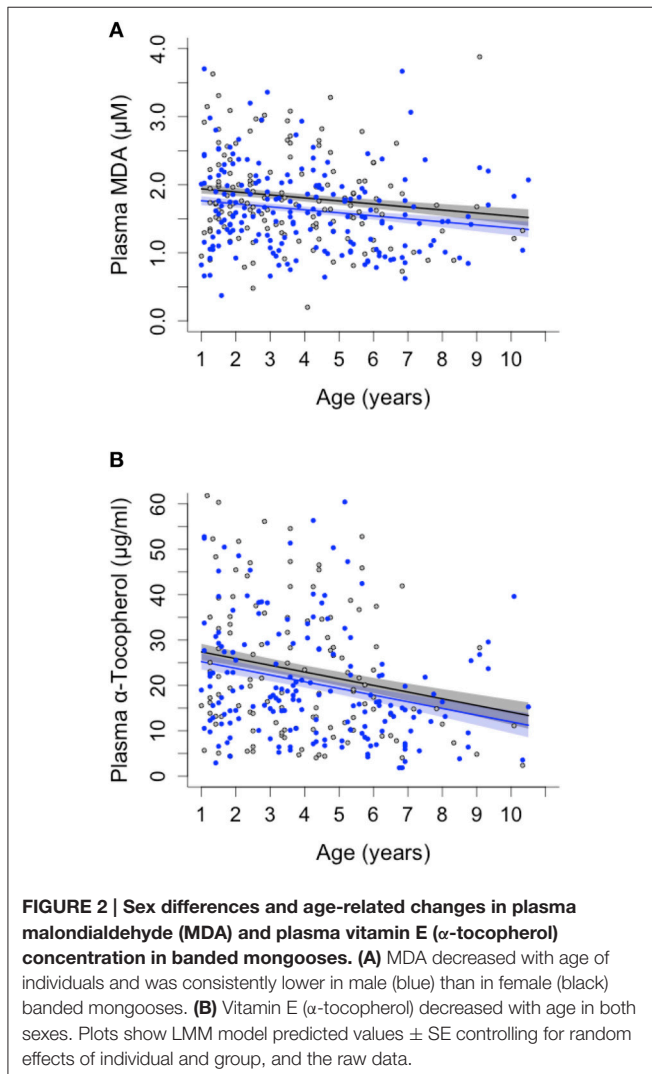 A
4.0
3.0
2.0
1.0
0.0
Plasma MDA (µM)
1 2 3 4 5 6 7 8 9 10
Age (years)
B
60
50
40
30
20
10
0
Plasma α-Tocopherol (µg/ml)
1 2 3 4 5 6 7 8 9 10
Age (years)
FIGURE 2 | Sex differences and age-related changes in plasma
malondialdehyde (MDA) and plasma vitamin E (α-tocopherol)
concentration in banded mongooses. (A) MDA decreased with age of
individuals and was consistently lower in male (blue) than in female (black)
banded mongooses. (B) Vitamin E (α-tocopherol) decreased with age in both
sexes. Plots show LMM model predicted values ± SE controlling for random
effects of individual and group, and the raw data.